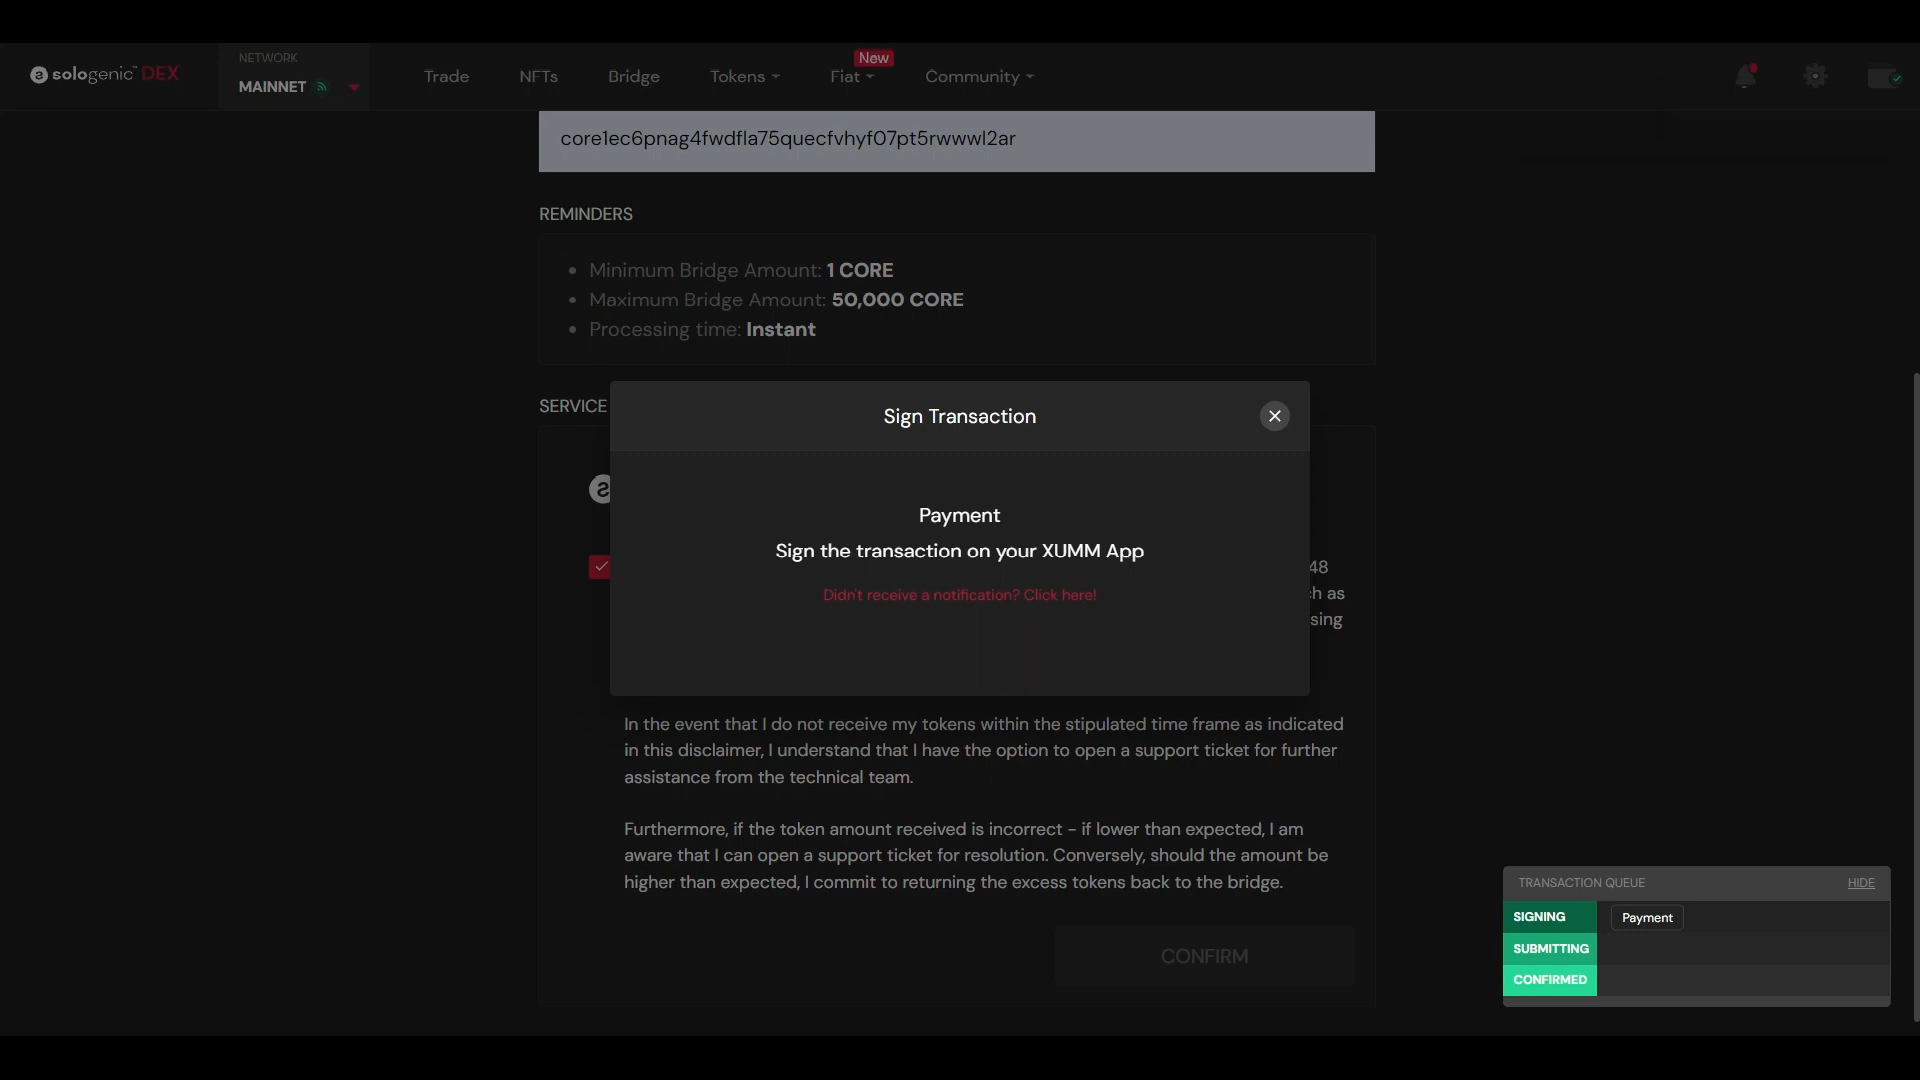 sologenic™ DEX
NETWORK
MAINNET
Trade
NFTs
Bridge
Tokens
Fiat
New
Community
core1ec6pnag4fwdfla75quecfvhyf07pt5rwwwl2ar
REMINDERS
Minimum Bridge Amount: 1 CORE
Maximum Bridge Amount: 50,000 CORE
Processing time: Instant
SERVICE
Sign Transaction
Payment
Sign the transaction on your XUMM App
Didn't receive a notification? Click here!
48
h as
sing
In the event that I do not receive my tokens within the stipulated time frame as indicated
in this disclaimer, I understand that I have the option to open a support ticket for further
assistance from the technical team.
Furthermore, if the token amount received is incorrect - if lower than expected, I am
aware that I can open a support ticket for resolution. Conversely, should the amount be
higher than expected, I commit to returning the excess tokens back to the bridge.
CONFIRM
TRANSACTION QUEUE
HIDE
SIGNING
Payment
SUBMITTING
CONFIRMED